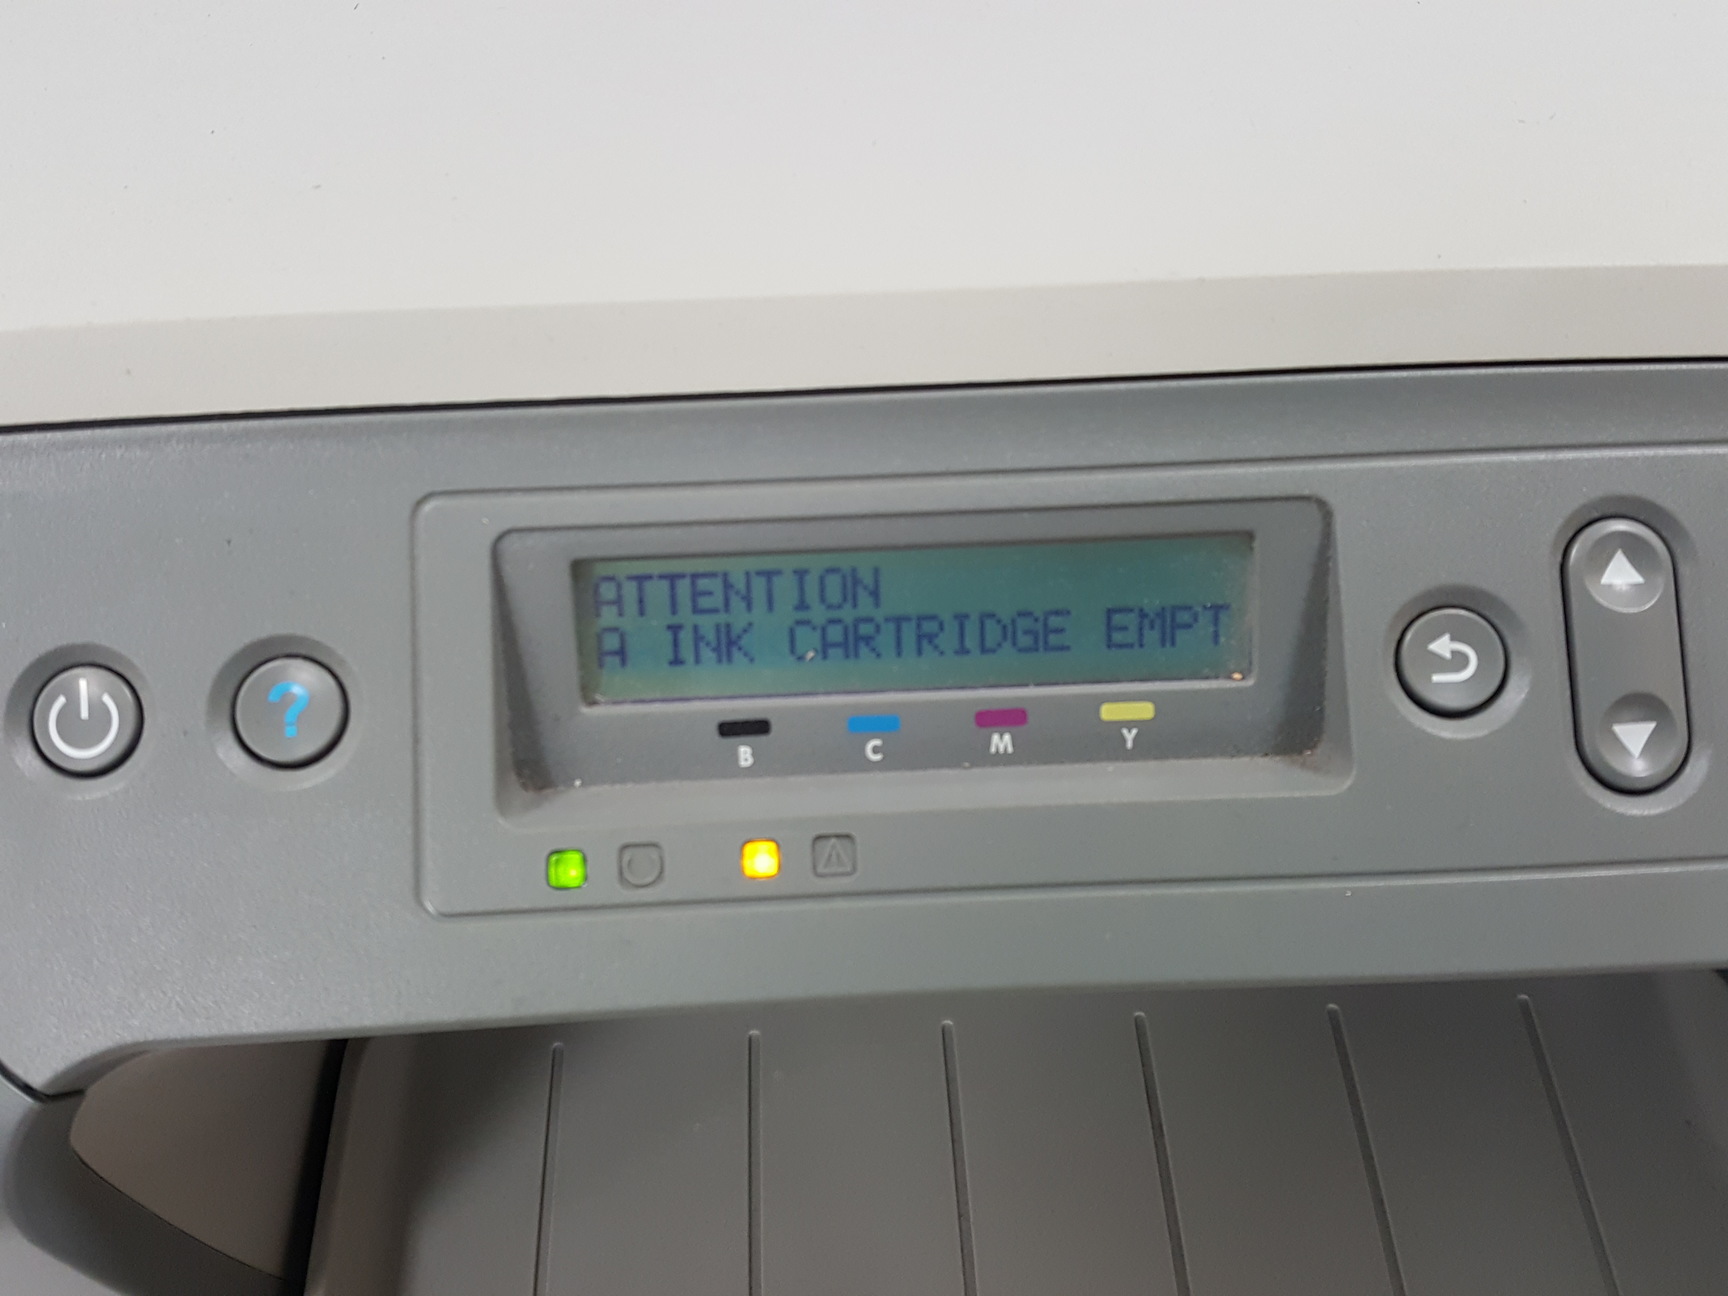 ATTENTION
A INK CARTRIDGE EMPT
B C M Y
?